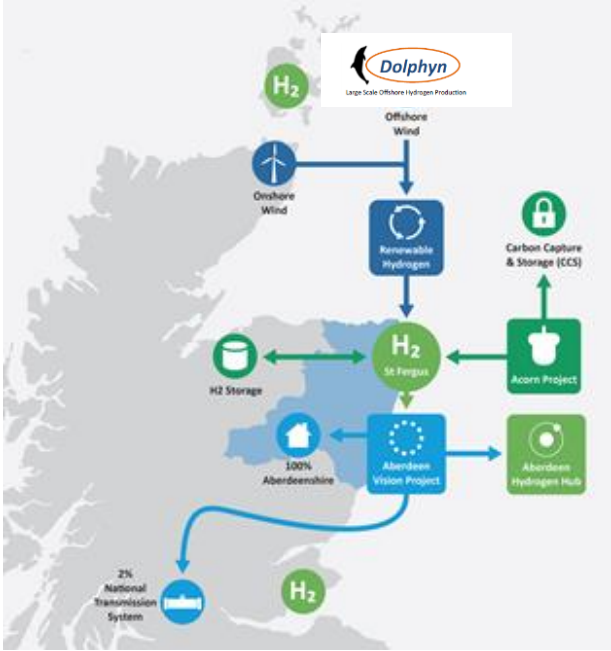 Dolphyn
Large Scale Offshore Hydrogen Production
H₂
Offshore
Wind
Onshore
Wind
Renewable
Hydrogen
Carbon Capture
& Storage (CCS)
H₂
St Fergus
H2 Storage
Acorn Project
100%
Aberdeenshire
Aberdeen
Vision Project
Aberdeen
Hydrogen Hub
2%
National
Transmission
System
H₂